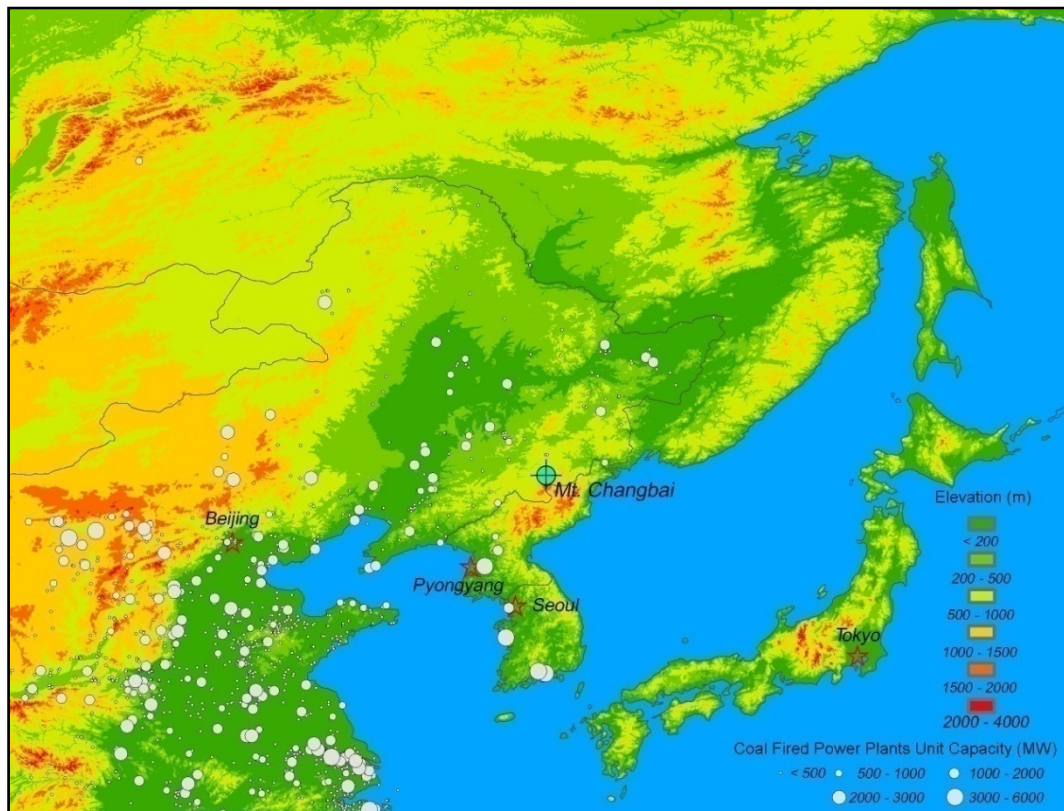 Mt. Changbai
Beijing
Pyongyang
Seoul
Tokyo
Elevation (m)
< 200
200 - 500
500 - 1000
1000 - 1500
1500 - 2000
2000 - 4000
Coal Fired Power Plants Unit Capacity (MW)
< 500 500 - 1000 1000 - 2000
2000 - 3000 3000 - 6000